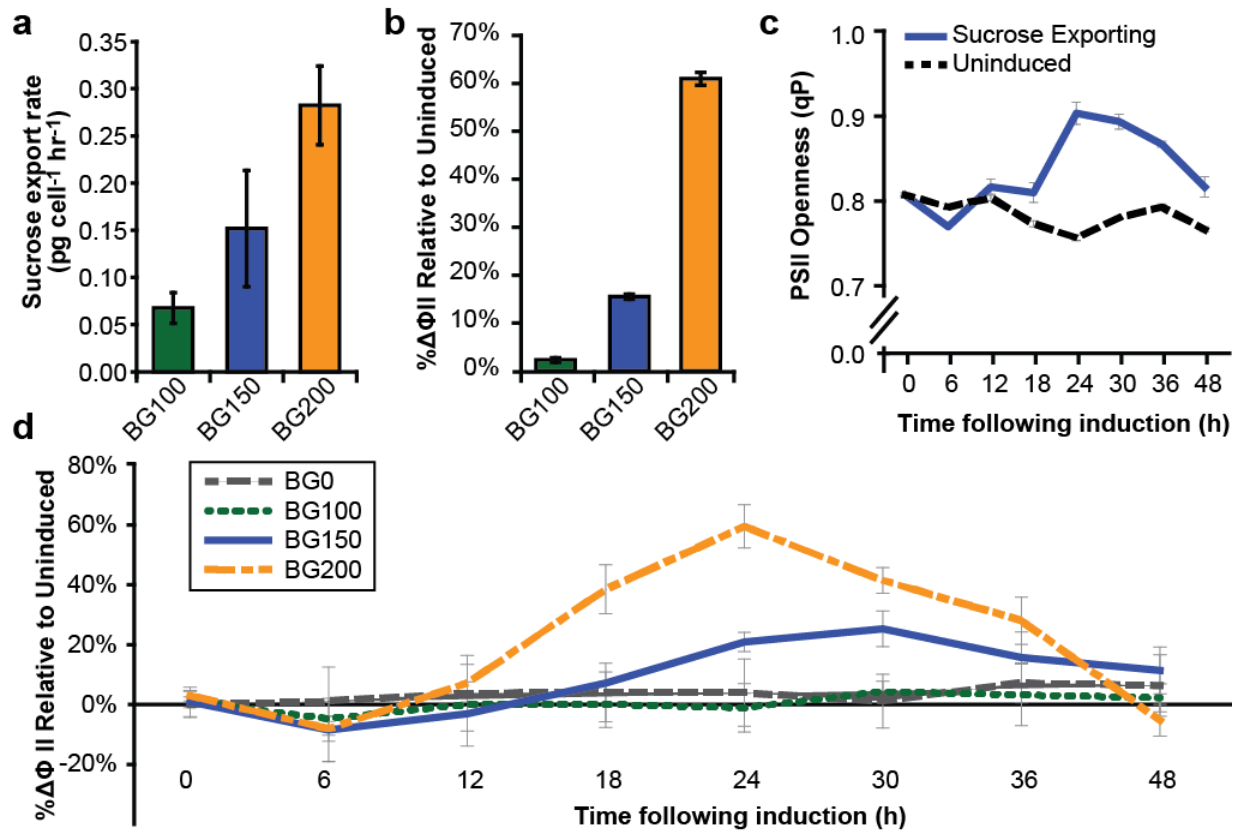 a
Sucrose export rate
(pg cell-1 hr-1)
0.35
0.30
0.25
0.20
0.15
0.10
0.05
0.00
BG100
BG150
BG200
b
%ΔΦII Relative to Uninduced
70%
60%
50%
40%
30%
20%
10%
0%
BG100
BG150
BG200
c
PSII Openness (qP)
1.0
0.9
0.8
0.7
0.0
Sucrose Exporting
Uninduced
0 6 12 18 24 30 36 48
Time following induction (h)
d
%ΔΦ II Relative to Uninduced
80%
60%
40%
20%
0%
-20%
BG0
BG100
BG150
BG200
0 6 12 18 24 30 36 48
Time following induction (h)